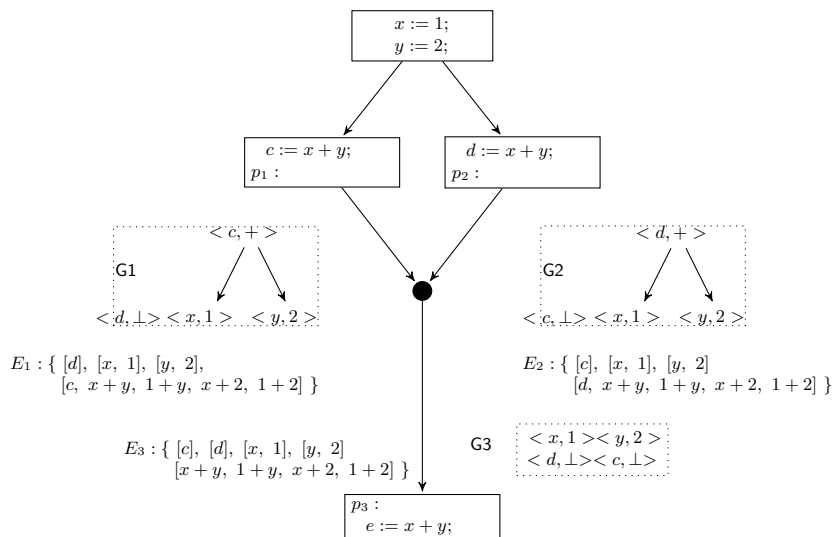 x := 1;
y := 2;
c := x + y;
p₁ :
d := x + y;
p₂ :
< c, + >
G1
< d, ⊥ > < x, 1 > < y, 2 >
< d, + >
G2
< c, ⊥ > < x, 1 > < y, 2 >
E₁ : { [d], [x, 1], [y, 2],
[c, x+y, 1+y, x+2, 1+2] }
E₂ : { [c], [x, 1], [y, 2]
[d, x+y, 1+y, x+2, 1+2] }
E₃ : { [c], [d], [x, 1], [y, 2]
[x+y, 1+y, x+2, 1+2] }
G3
< x, 1 >< y, 2 >
< d, ⊥ >< c, ⊥ >
p₃ :
e := x + y;